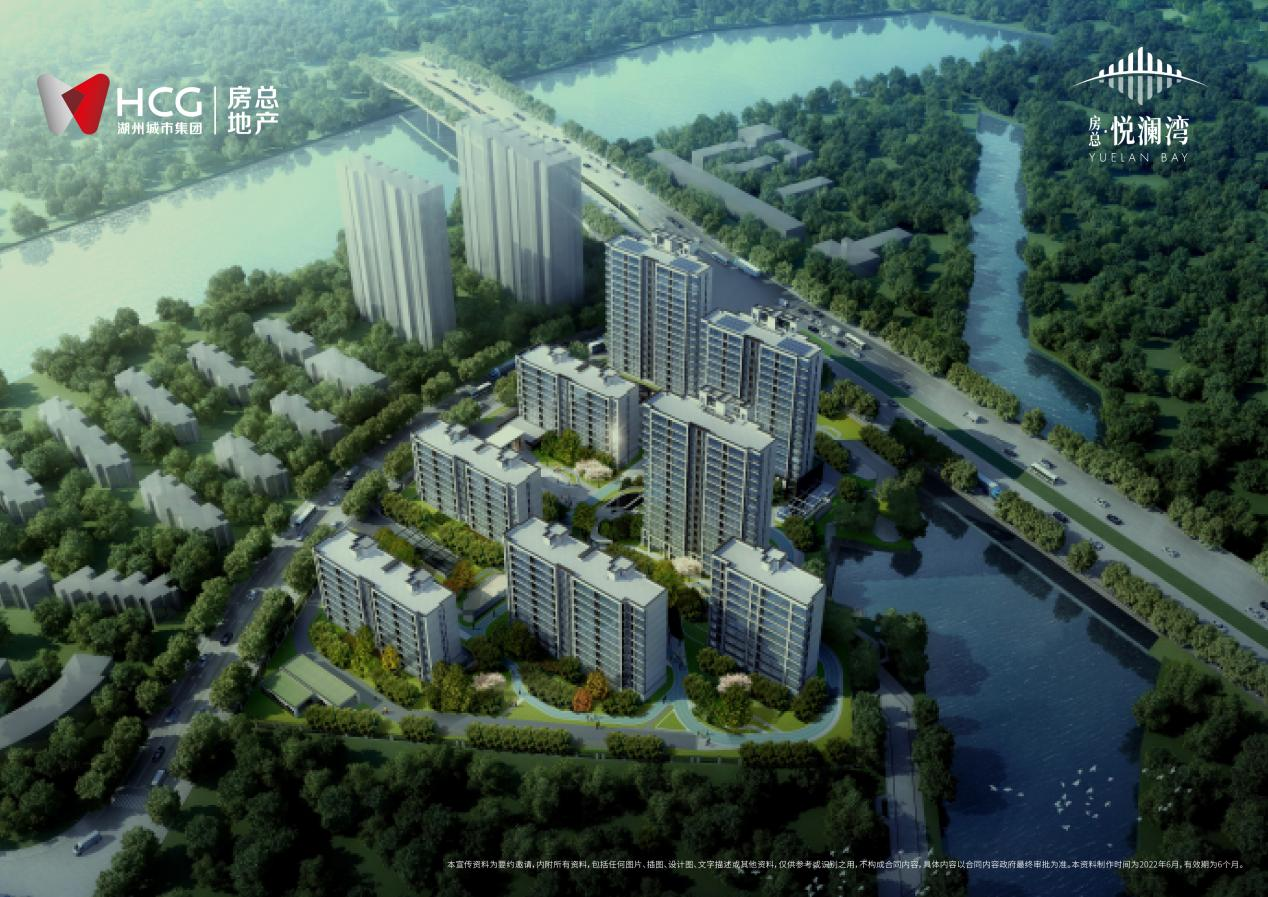 HCG
湖州城市集团
房总
地产
房总·悦澜湾
YUELAN BAY
本宣传资料为要约邀请,内附所有资料,包括任何图片、插图、设计图、文字描述或其他资料,仅供参考或识别之用,不构成合同内容,具体内容以合同内容政府最终审批为准。本资料制作时间为2022年6月,有效期为6个月。